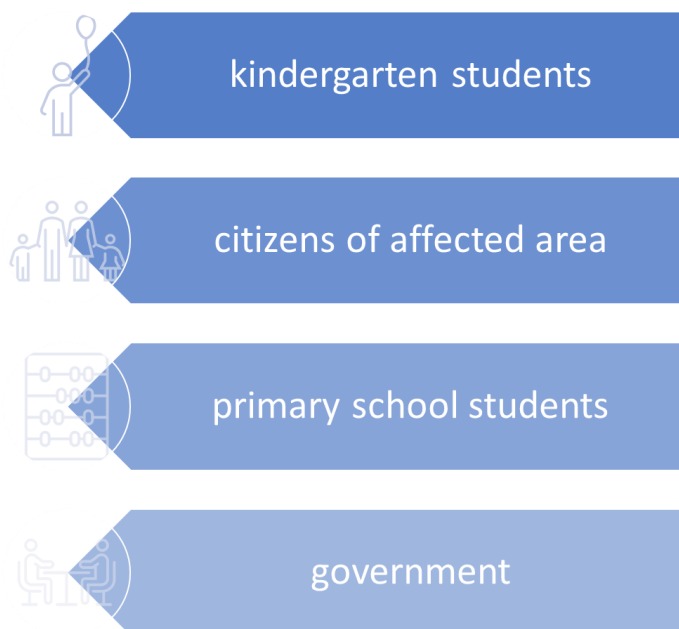 kindergarten students
citizens of affected area
primary school students
government